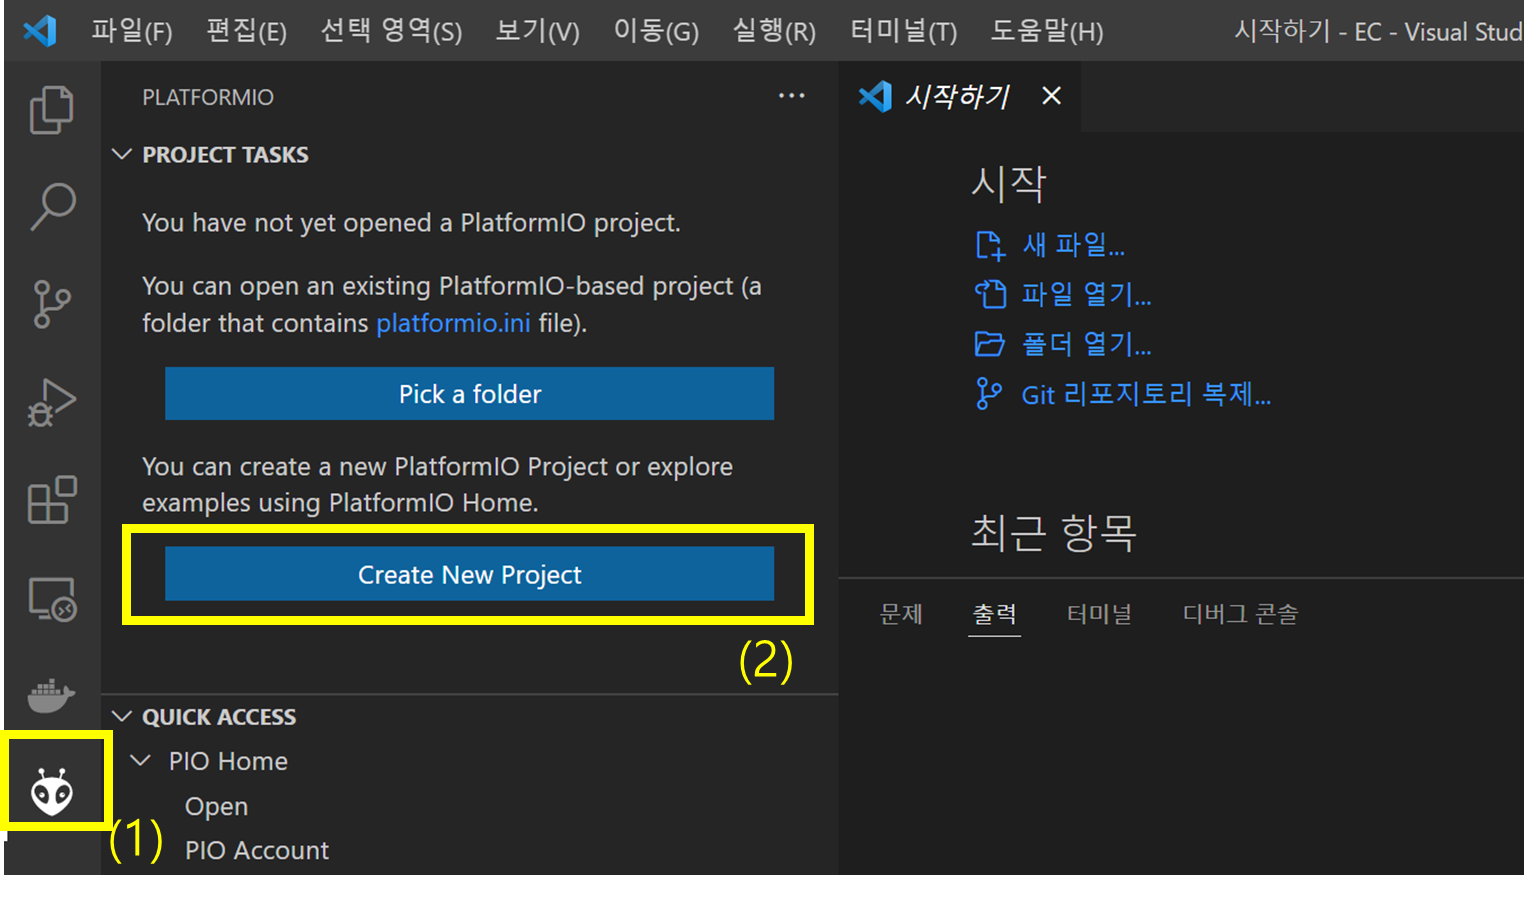 파일(F) 편집(E) 선택 영역(S) 보기(V) 이동(G) 실행(R) 터미널(T) 도움말(H) 시작하기 - EC - Visual Stud
PLATFORMIO ...
PROJECT TASKS
You have not yet opened a PlatformIO project.
You can open an existing PlatformIO-based project (a
folder that contains platformio.ini file).
Pick a folder
You can create a new PlatformIO Project or explore
examples using PlatformIO Home.
Create New Project
(2)
QUICK ACCESS
PIO Home
Open
PIO Account
(1)
시작하기
시작
새 파일...
파일 열기...
폴더 열기...
Git 리포지토리 복제...
최근 항목
문제 출력 터미널 디버그 콘솔